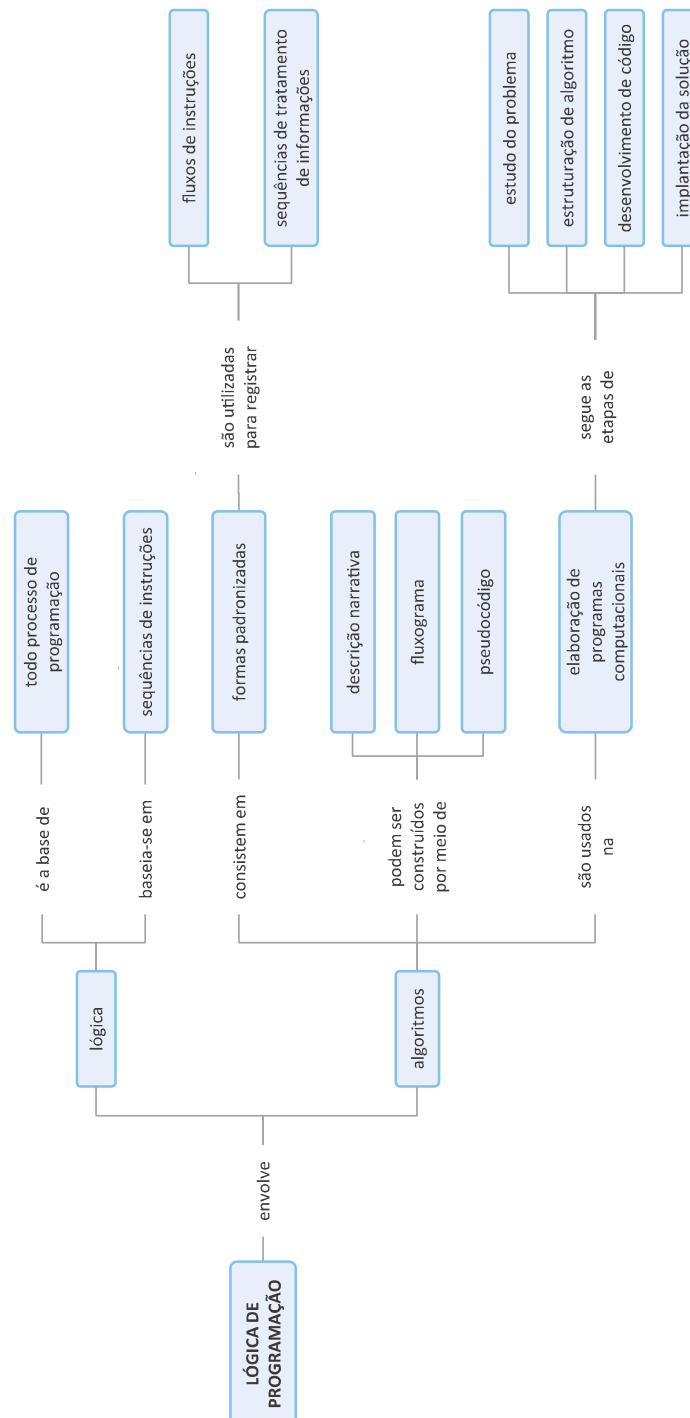 LÓGICA DE
PROGRAMAÇÃO
envolve
lógica
é a base de
todo processo de
programação
baseia-se em
sequências de instruções
algoritmos
consistem em
formas padronizadas
são utilizadas
para registrar
fluxos de instruções
sequências de tratamento
de informações
podem ser
construídos
por meio de
descrição narrativa
fluxograma
pseudocódigo
são usados
na
elaboração de
programas
computacionais
segue as
etapas de
estudo do problema
estruturação de algoritmo
desenvolvimento de código
implantação da solução